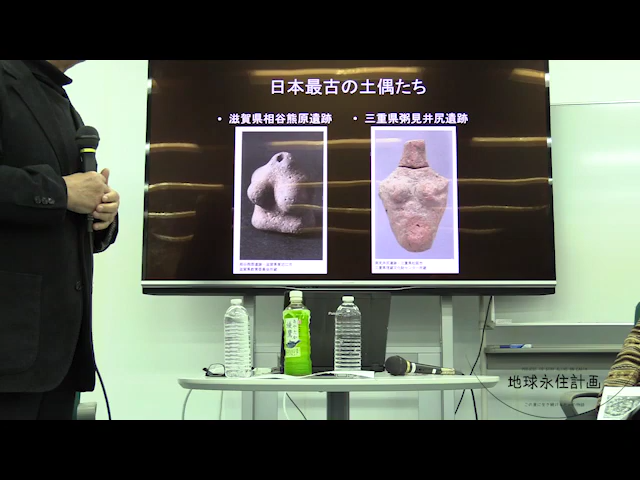 日本最古の土偶たち
• 滋賀県相谷熊原遺跡
• 三重県粥見井尻遺跡
地球永住計画